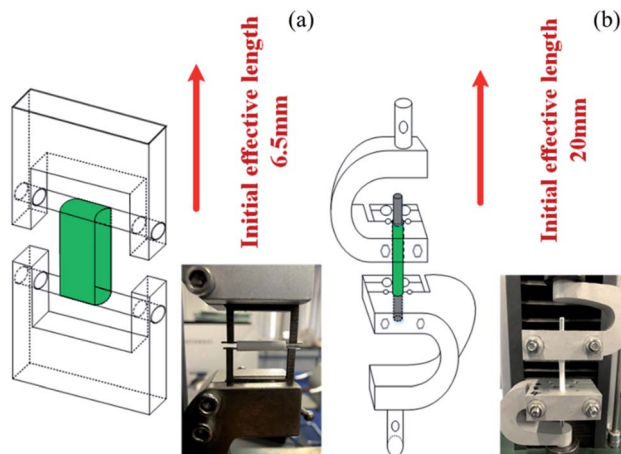 (a)
Initial effective length
6.5mm
(b)
Initial effective length
20mm